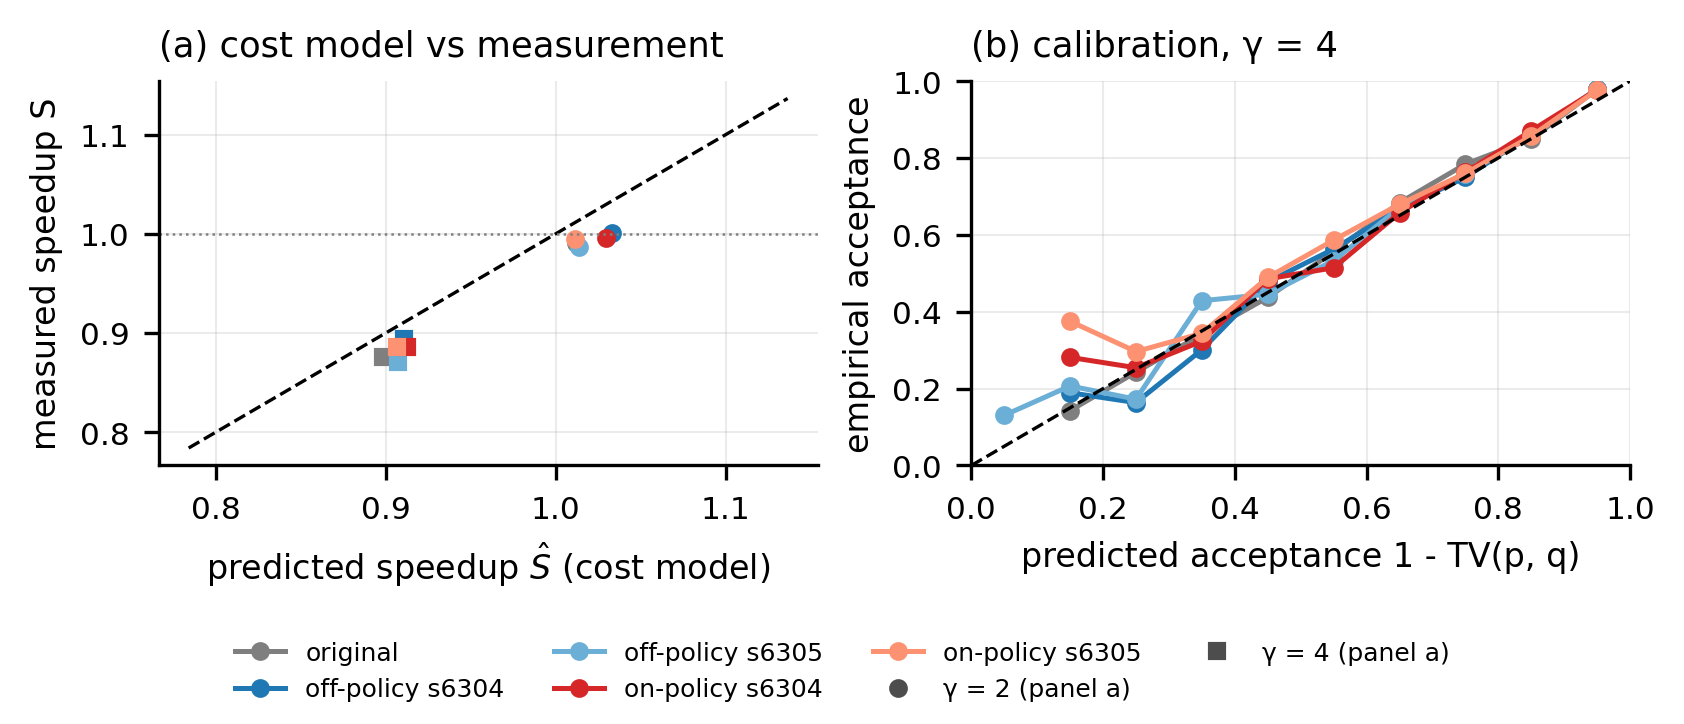 (a) cost model vs measurement
measured speedup S
1.1
1.0
0.9
0.8
0.8 0.9 1.0 1.1
predicted speedup Ŝ (cost model)
(b) calibration, γ = 4
empirical acceptance
1.0
0.8
0.6
0.4
0.2
0.0
0.0 0.2 0.4 0.6 0.8 1.0
predicted acceptance 1 - TV(p, q)
original
off-policy s6304
off-policy s6305
on-policy s6304
on-policy s6305
γ = 2 (panel a)
γ = 4 (panel a)